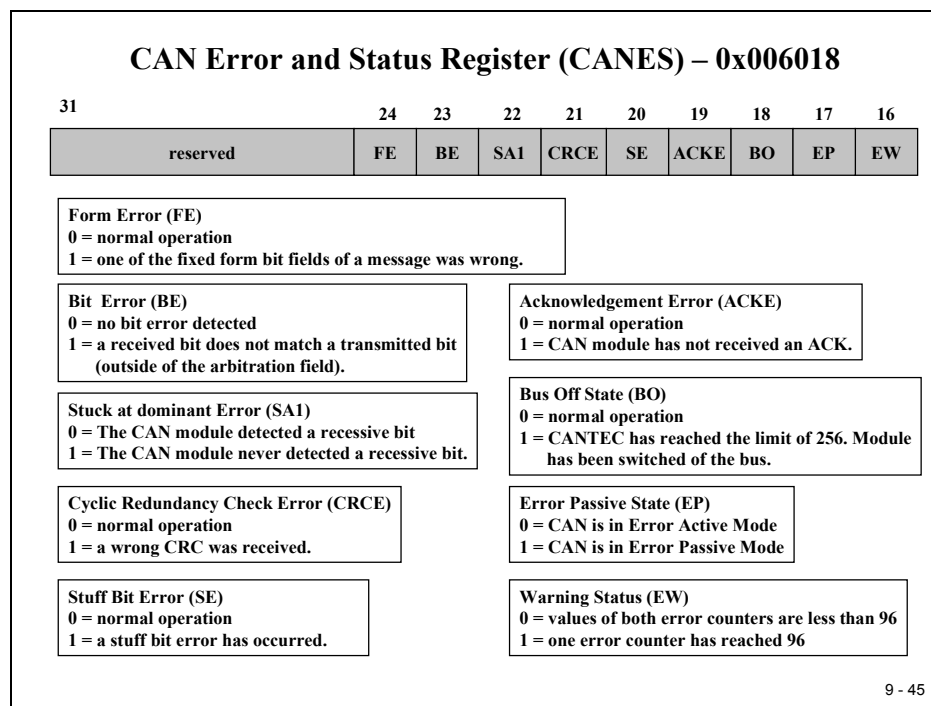 CAN Error and Status Register (CANES) – 0x006018
31 24 23 22 21 20 19 18 17 16
reserved FE BE SA1 CRCE SE ACKE BO EP EW
Form Error (FE)
0 = normal operation
1 = one of the fixed form bit fields of a message was wrong.
Bit Error (BE)
0 = no bit error detected
1 = a received bit does not match a transmitted bit
(outside of the arbitration field).
Stuck at dominant Error (SA1)
0 = The CAN module detected a recessive bit
1 = The CAN module never detected a recessive bit.
Cyclic Redundancy Check Error (CRCE)
0 = normal operation
1 = a wrong CRC was received.
Stuff Bit Error (SE)
0 = normal operation
1 = a stuff bit error has occurred.
Acknowledgement Error (ACKE)
0 = normal operation
1 = CAN module has not received an ACK.
Bus Off State (BO)
0 = normal operation
1 = CANTEC has reached the limit of 256. Module
has been switched of the bus.
Error Passive State (EP)
0 = CAN is in Error Active Mode
1 = CAN is in Error Passive Mode
Warning Status (EW)
0 = values of both error counters are less than 96
1 = one error counter has reached 96
9 - 45